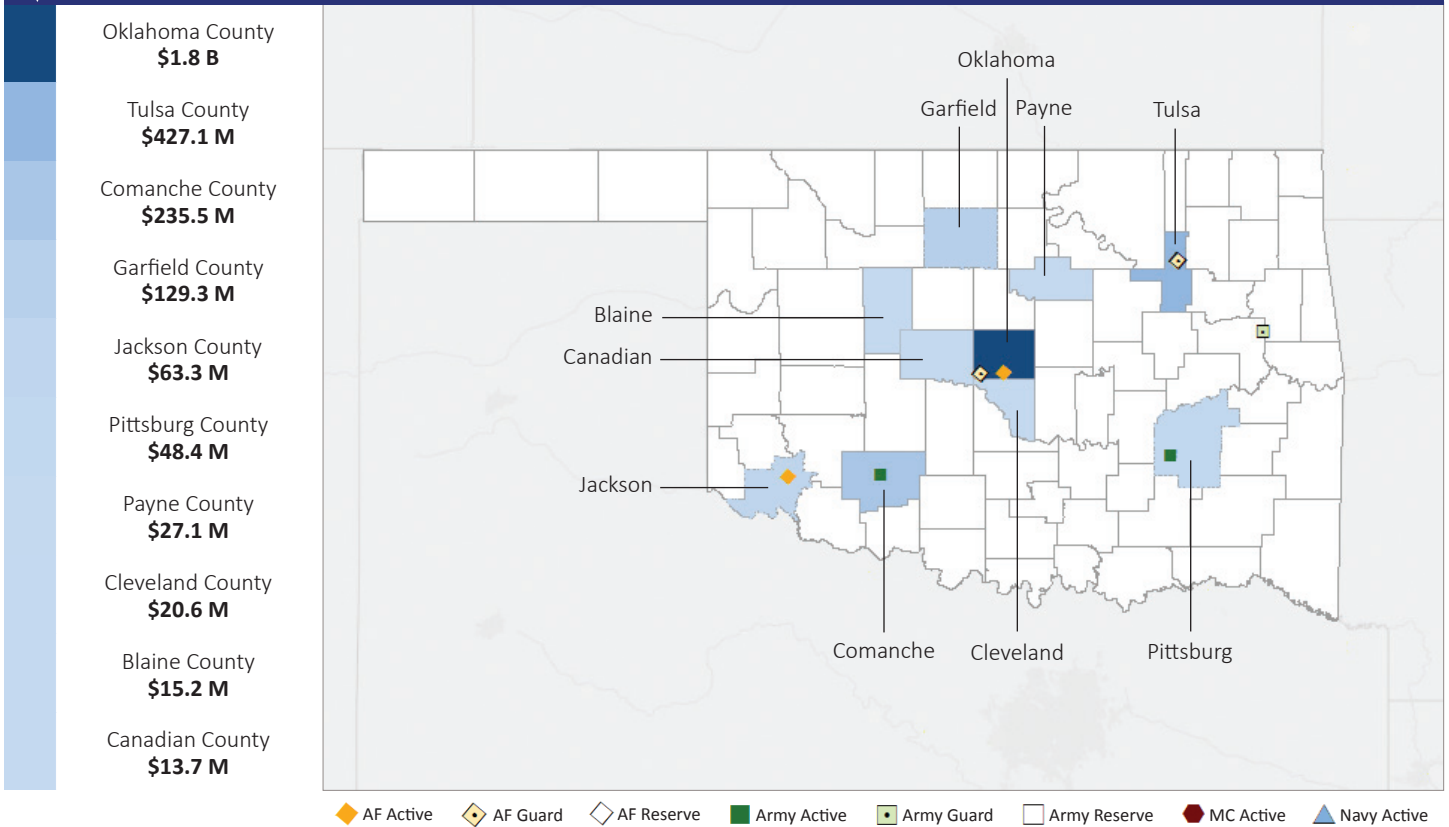 Oklahoma County
$1.8 B
Tulsa County
$427.1 M
Comanche County
$235.5 M
Garfield County
$129.3 M
Jackson County
$63.3 M
Pittsburg County
$48.4 M
Payne County
$27.1 M
Cleveland County
$20.6 M
Blaine County
$15.2 M
Canadian County
$13.7 M
Oklahoma
Garfield
Payne
Tulsa
Blaine
Canadian
Jackson
Comanche
Cleveland
Pittsburg
AF Active
AF Guard
AF Reserve
Army Active
Army Guard
Army Reserve
MC Active
Navy Active